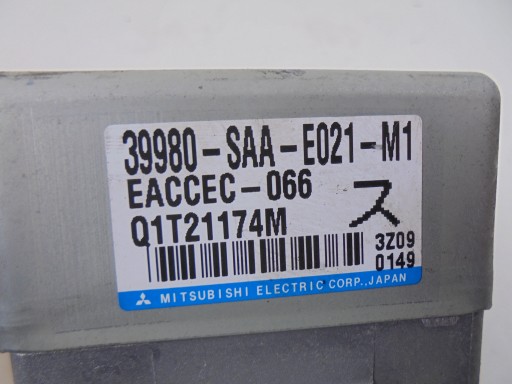 39980-SAA-E021-M1
EACCEC-066
Q1T21174M
ス
3Z09
0149
MITSUBISHI ELECTRIC CORP., JAPAN